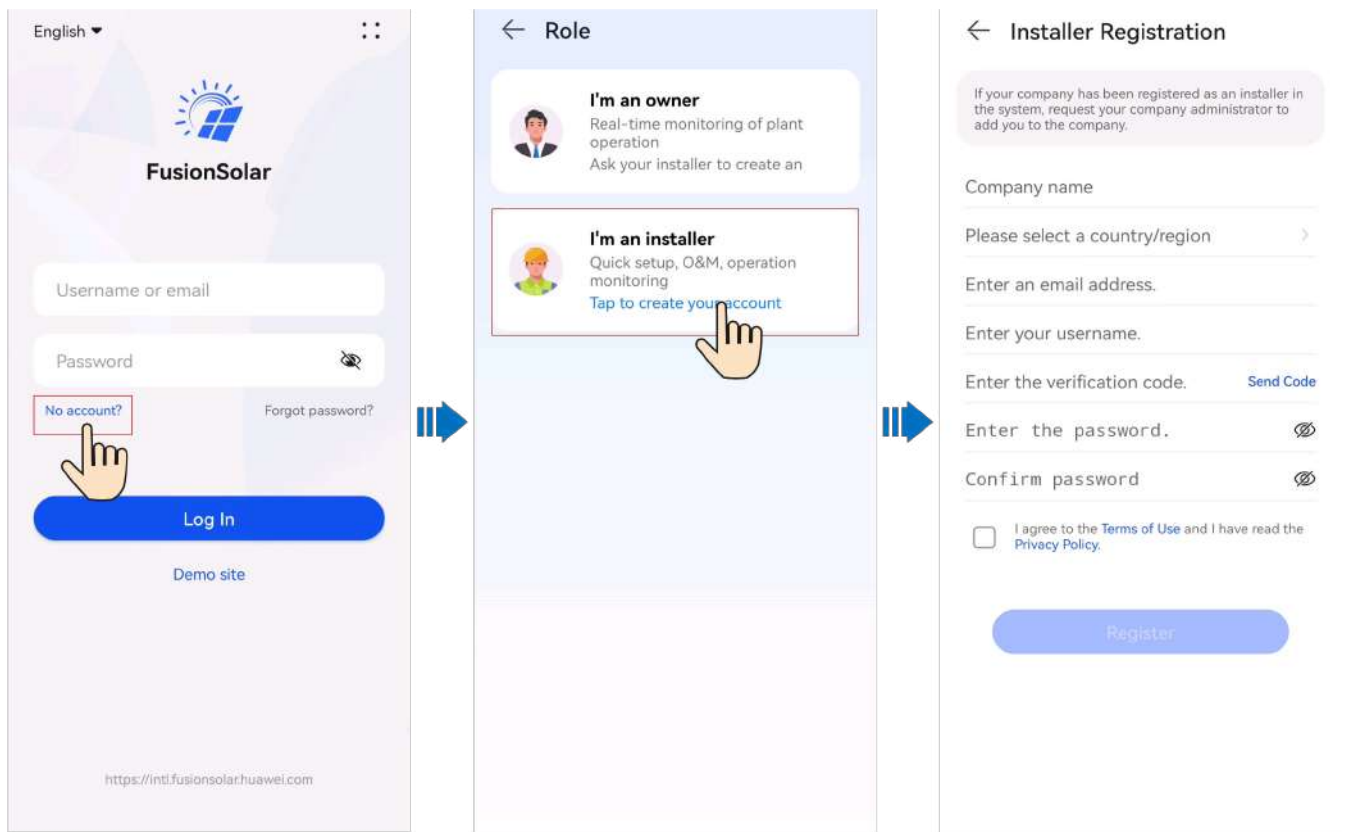 English
FusionSolar
Username or email
Password
No account?
Forgot password?
Log In
Demo site
https://intl.fusionsolar.huawei.com
Role
I'm an owner
Real-time monitoring of plant
operation
Ask your installer to create an
I'm an installer
Quick setup, O&M, operation
monitoring
Tap to create your account
Installer Registration
If your company has been registered as an installer in
the system, request your company administrator to
add you to the company.
Company name
Please select a country/region
Enter an email address.
Enter your username.
Enter the verification code.
Send Code
Enter the password.
Confirm password
I agree to the Terms of Use and I have read the
Privacy Policy.
Register